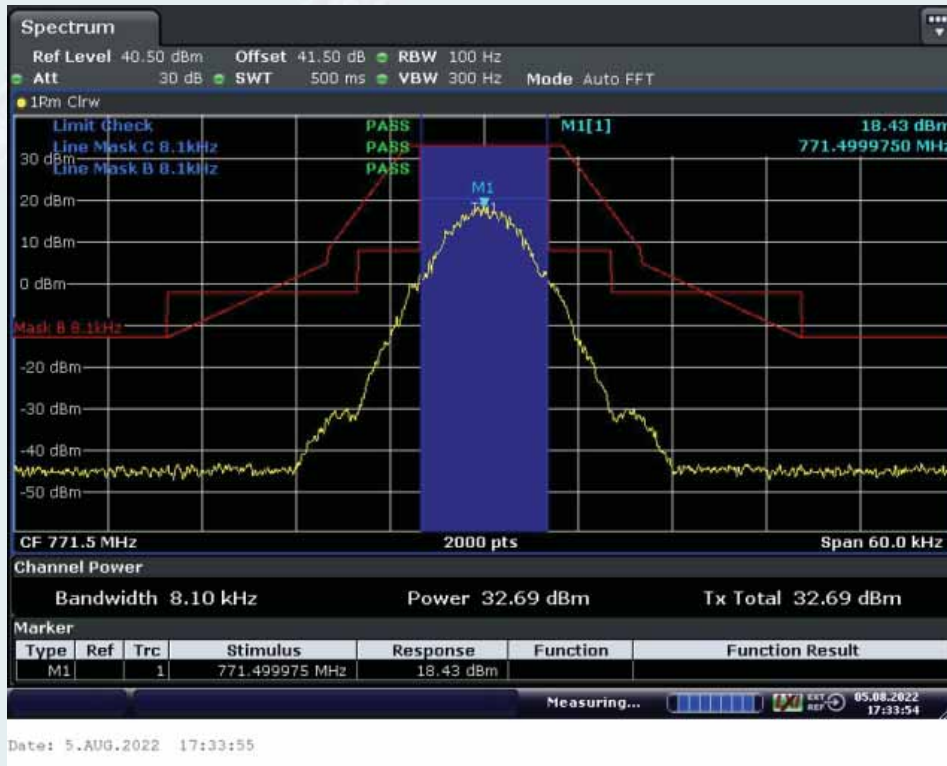 Spectrum
Ref Level 40.50 dBm Offset 41.50 dB RBW 100 Hz
Att 30 dB SWT 500 ms VBW 300 Hz Mode Auto FFT
1Rm Clrw
Limit Check PASS M1[1] 18.43 dBm
Line Mask C 8.1kHz PASS 771.4999750 MHz
30 dBm
Line Mask B 8.1kHz PASS
M1
20 dBm
10 dBm
0 dBm
Mask B 8.1kHz
-20 dBm
-30 dBm
-40 dBm
-50 dBm
CF 771.5 MHz 2000 pts Span 60.0 kHz
Channel Power
Bandwidth 8.10 kHz Power 32.69 dBm Tx Total 32.69 dBm
Marker
Type Ref Trc Stimulus Response Function Function Result
M1 1 771.499975 MHz 18.43 dBm
Measuring... EXT REF 05.08.2022
17:33:54
Date: 5.AUG.2022 17:33:55